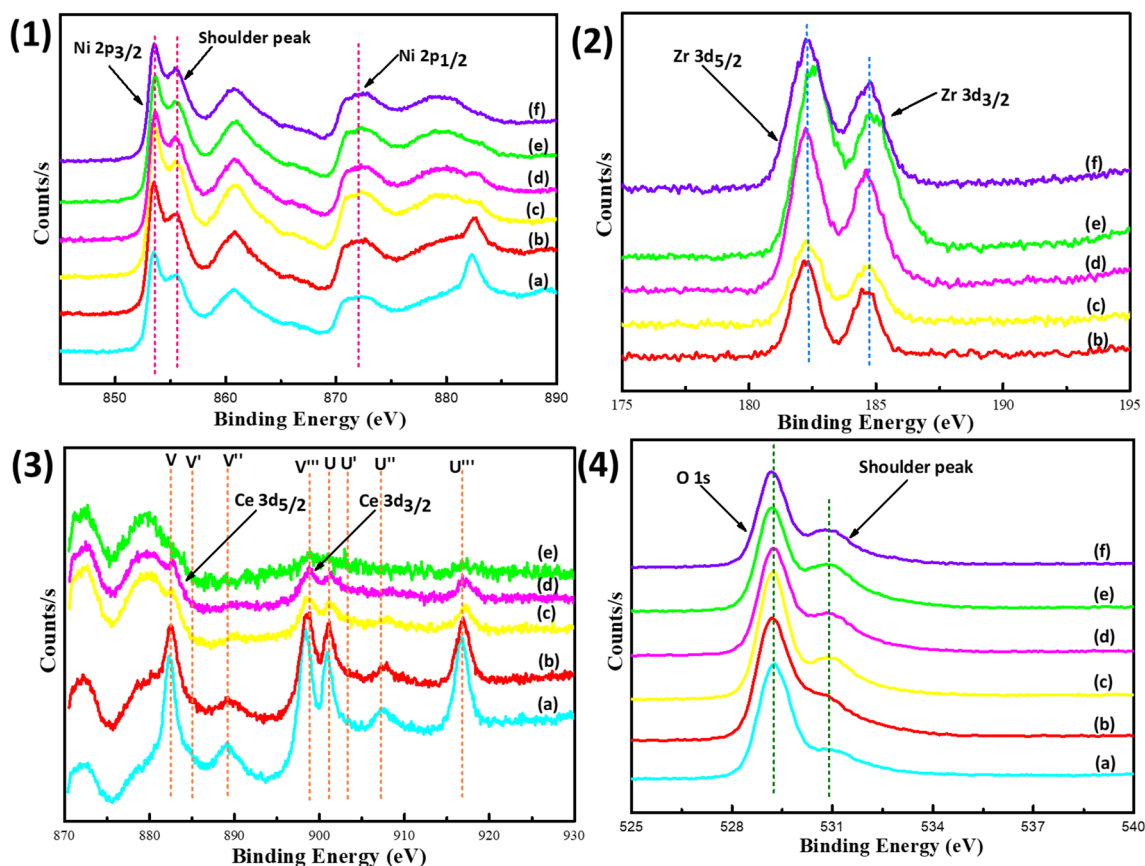 (1)
Ni 2p3/2
Shoulder peak
Ni 2p1/2
(f)
(e)
(d)
(c)
(b)
(a)
Counts/s
850 860 870 880 890
Binding Energy (eV)
(2)
Zr 3d5/2
Zr 3d3/2
(f)
(e)
(d)
(c)
(b)
Counts/s
175 180 185 190 195
Binding Energy (eV)
(3)
V V' V'' V''' U U' U'' U'''
Ce 3d5/2
Ce 3d3/2
(e)
(d)
(c)
(b)
(a)
Counts/s
870 880 890 900 910 920 930
Binding Energy (eV)
(4)
O 1s
Shoulder peak
(f)
(e)
(d)
(c)
(b)
(a)
Counts/s
525 528 531 534 537 540
Binding Energy (eV)